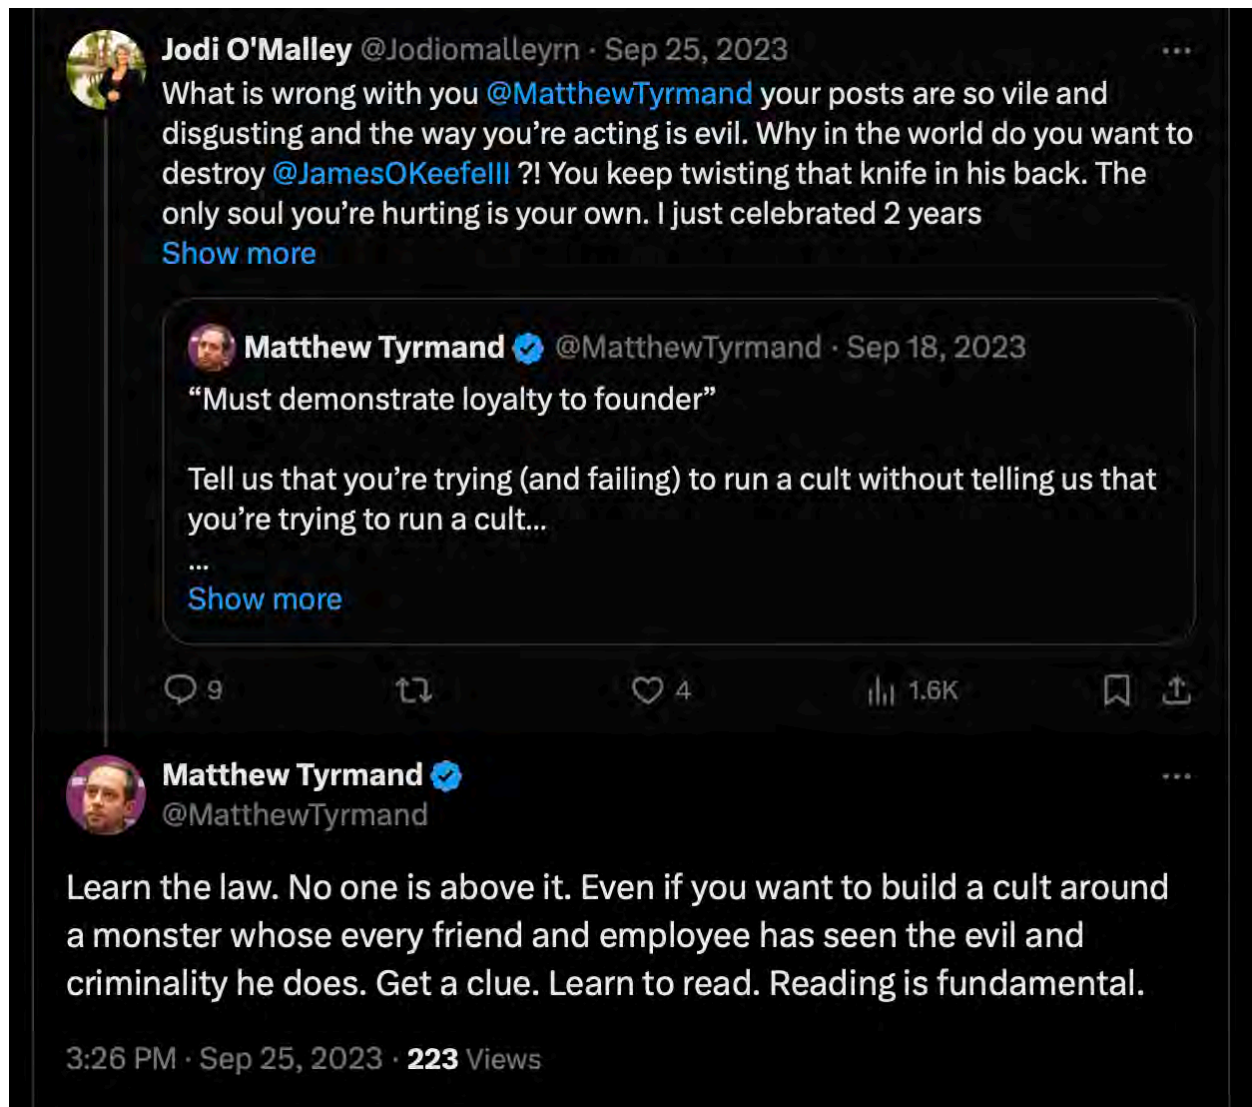 Jodi O'Malley @Jodiomalleyrn · Sep 25, 2023
What is wrong with you @MatthewTyrmand your posts are so vile and
disgusting and the way you’re acting is evil. Why in the world do you want to
destroy @JamesOKeefeIII ?! You keep twisting that knife in his back. The
only soul you’re hurting is your own. I just celebrated 2 years
Show more
Matthew Tyrmand @MatthewTyrmand · Sep 18, 2023
“Must demonstrate loyalty to founder”
Tell us that you’re trying (and failing) to run a cult without telling us that
you’re trying to run a cult...
...
Show more
9 4 1.6K
Matthew Tyrmand
@MatthewTyrmand
Learn the law. No one is above it. Even if you want to build a cult around
a monster whose every friend and employee has seen the evil and
criminality he does. Get a clue. Learn to read. Reading is fundamental.
3:26 PM · Sep 25, 2023 · 223 Views